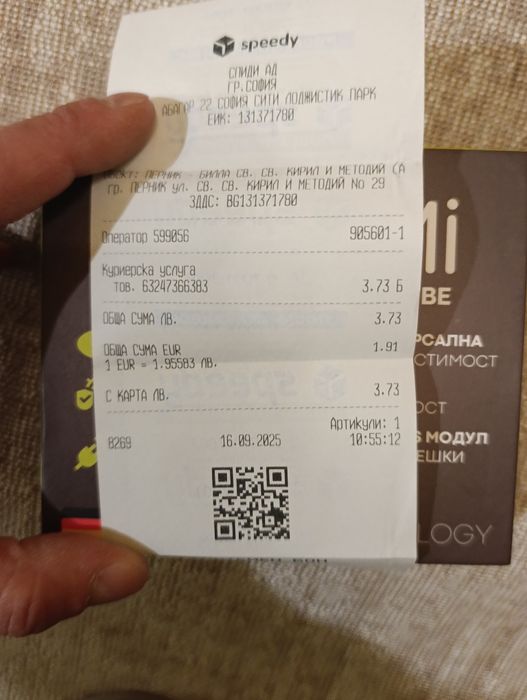 speedy
СПИДИ АД
ГР.СОФИЯ
АБАГАР 22 СОФИЯ СИТИ ЛОДЖИСТИК ПАРК
ЕИК: 131371780
ОБЕКТ: ПЕРНИК - БИЛЛА СВ. СВ. КИРИЛ И МЕТОДИЙ (А
ГР. ПЕРНИК УЛ. СВ. СВ. КИРИЛ И МЕТОДИЙ No 29
ЗДДС: BG131371780
Оператор 599056 905601-1
Куриерска услуга
тов. 63247366383 3.73 Б
ОБЩА СУМА ЛВ. 3.73
ОБЩА СУМА EUR 1.91
1 EUR = 1.95583 ЛВ.
С КАРТА ЛВ. 3.73
Артикули: 1
8269 16.09.2025 10:55:12
Mi
BE
РСАЛНА
СТИМОСТ
ОСТ
S МОДУЛ
ЕШКИ
LOGY